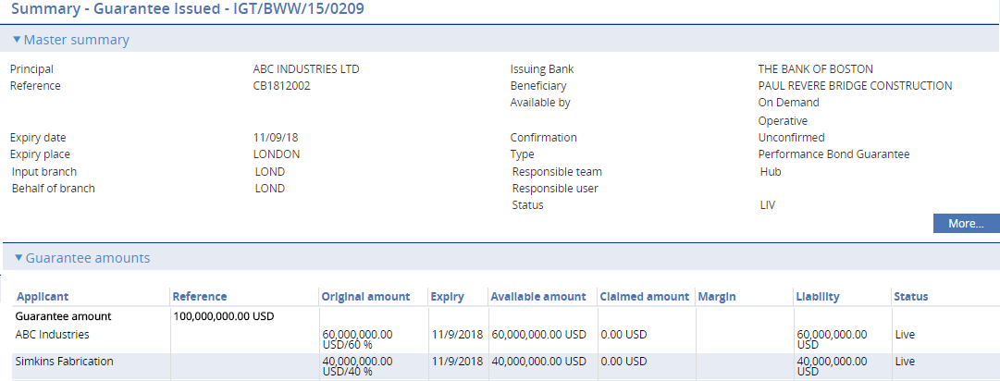 Summary - Guarantee Issued - IGT/BWW/15/0209
Master summary
Principal ABC INDUSTRIES LTD Issuing Bank THE BANK OF BOSTON
Reference CB1812002 Beneficiary PAUL REVERE BRIDGE CONSTRUCTION
Available by On Demand
Operative
Expiry date 11/09/18 Confirmation Unconfirmed
Expiry place LONDON Type Performance Bond Guarantee
Input branch LOND Responsible team Hub
Behalf of branch LOND Responsible user
Status LIV
More...
Guarantee amounts
Applicant Reference Original amount Expiry Available amount Claimed amount Margin Liability Status
Guarantee amount 100,000,000.00 USD
ABC Industries 60,000,000.00 11/9/2018 60,000,000.00 USD 0.00 USD 60,000,000.00 Live
USD/60 % USD
Simkins Fabrication 40,000,000.00 11/9/2018 40,000,000.00 USD 0.00 USD 40,000,000.00 Live
USD/40 % USD